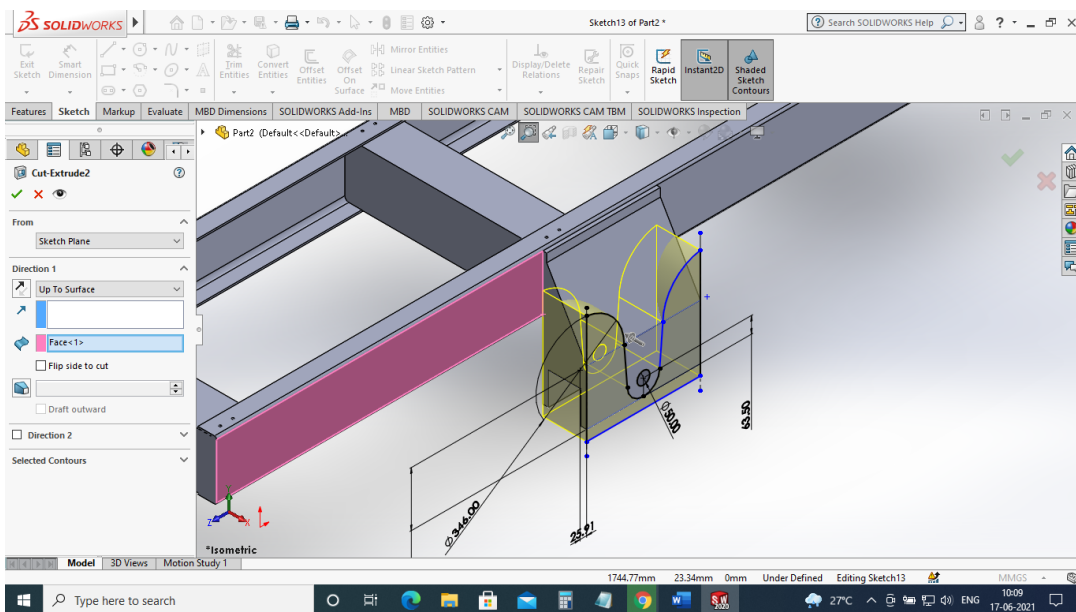 SOLIDWORKS
Sketch13 of Part2 *
Search SOLIDWORKS Help
Exit Sketch
Smart Dimension
Trim Entities
Convert Entities
Offset Entities
Offset On Surface
Mirror Entities
Linear Sketch Pattern
Move Entities
Display/Delete Relations
Repair Sketch
Quick Snaps
Rapid Sketch
Instant2D
Shaded Sketch Contours
Features Sketch Markup Evaluate MBD Dimensions SOLIDWORKS Add-Ins MBD SOLIDWORKS CAM SOLIDWORKS CAM TBM SOLIDWORKS Inspection
Part2 (Default<<Default>...
Cut-Extrude2
From
Sketch Plane
Direction 1
Up To Surface
Face<1>
Flip side to cut
Draft outward
Direction 2
Selected Contours
63.50
Ø50.00
Ø346.00
25.91
Y
Z
X
*Isometric
Model 3D Views Motion Study 1
1744.77mm 23.34mm 0mm Under Defined Editing Sketch13 MMGS
Type here to search
27°C ENG 10:09
17-06-2021